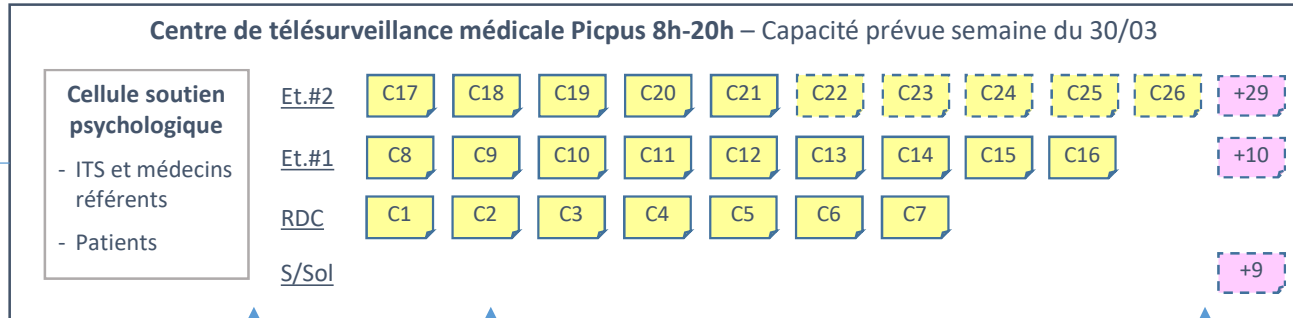 Centre de télésurveillance médicale Picpus 8h-20h – Capacité prévue semaine du 30/03
Cellule soutien
psychologique
- ITS et médecins
référents
- Patients
Et.#2 C17 C18 C19 C20 C21 C22 C23 C24 C25 C26 +29
Et.#1 C8 C9 C10 C11 C12 C13 C14 C15 C16 +10
RDC C1 C2 C3 C4 C5 C6 C7
S/Sol +9